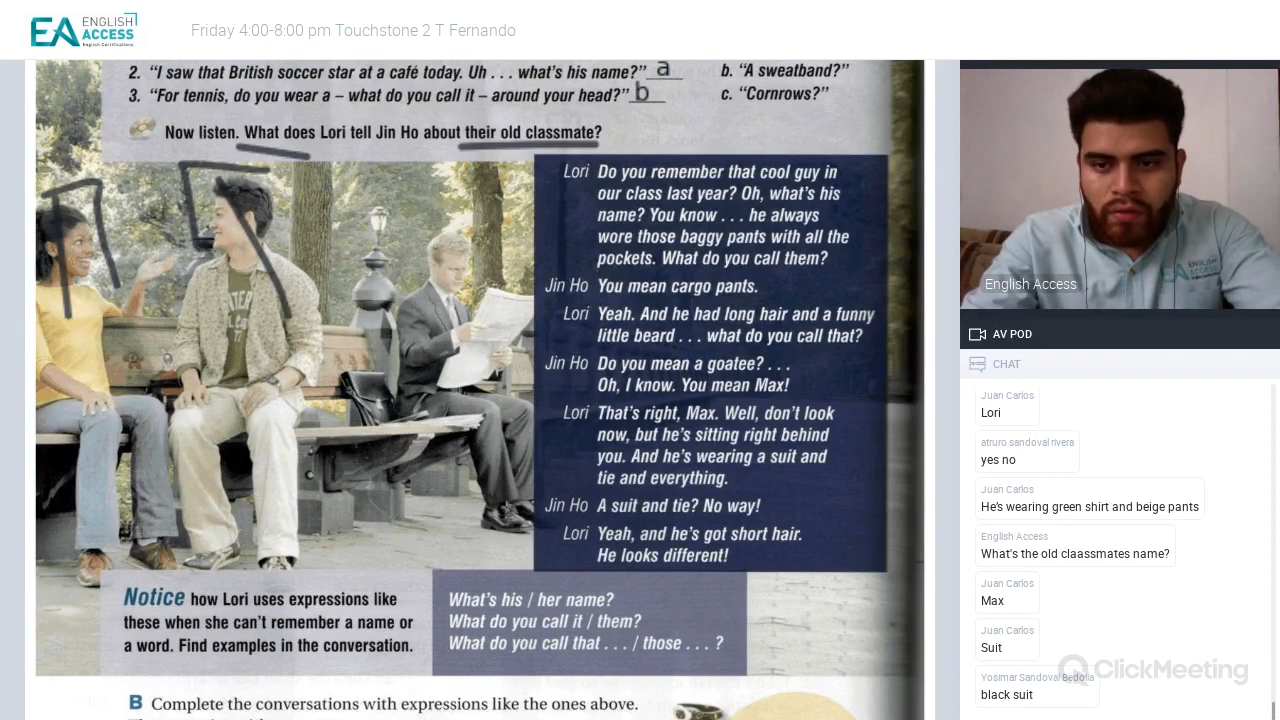 EA ENGLISH ACCESS
English Certifications
Friday 4:00-8:00 pm Touchstone 2 T Fernando
2. “I saw that British soccer star at a café today. Uh . . . what's his name?” a
b. “A sweatband?”
3. “For tennis, do you wear a – what do you call it – around your head?” b
c. “Cornrows?”
Now listen. What does Lori tell Jin Ho about their old classmate?
Lori Do you remember that cool guy in
our class last year? Oh, what's his
name? You know . . . he always
wore those baggy pants with all the
pockets. What do you call them?
Jin Ho You mean cargo pants.
Lori Yeah. And he had long hair and a funny
little beard . . . what do you call that?
Jin Ho Do you mean a goatee? . . .
Oh, I know. You mean Max!
Lori That's right, Max. Well, don't look
now, but he's sitting right behind
you. And he's wearing a suit and
tie and everything.
Jin Ho A suit and tie? No way!
Lori Yeah, and he's got short hair.
He looks different!
Notice how Lori uses expressions like
these when she can't remember a name or
a word. Find examples in the conversation.
What's his / her name?
What do you call it / them?
What do you call that . . . / those . . . ?
B Complete the conversations with expressions like the ones above.
EA ENGLISH ACCESS
English Access
AV POD
CHAT
Juan Carlos
Lori
atruro sandoval rivera
yes no
Juan Carlos
He's wearing green shirt and beige pants
English Access
What's the old claassmates name?
Juan Carlos
Max
Juan Carlos
Suit
Yosimar Sandoval Bedolla
black suit
ClickMeeting